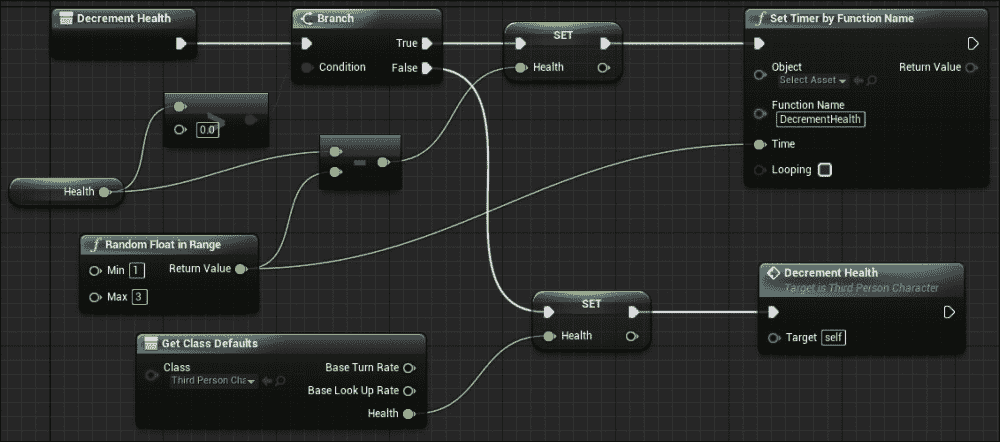 Decrement Health
Branch
Condition
True
False
SET
Health
Set Timer by Function Name
Object
Select Asset
Return Value
Function Name
DecrementHealth
Time
Looping
>
0.0
-
Health
f Random Float in Range
Min 1
Return Value
Max 3
SET
Health
Decrement Health
Target is Third Person Character
Target self
Get Class Defaults
Class
Third Person Cha
Base Turn Rate
Base Look Up Rate
Health